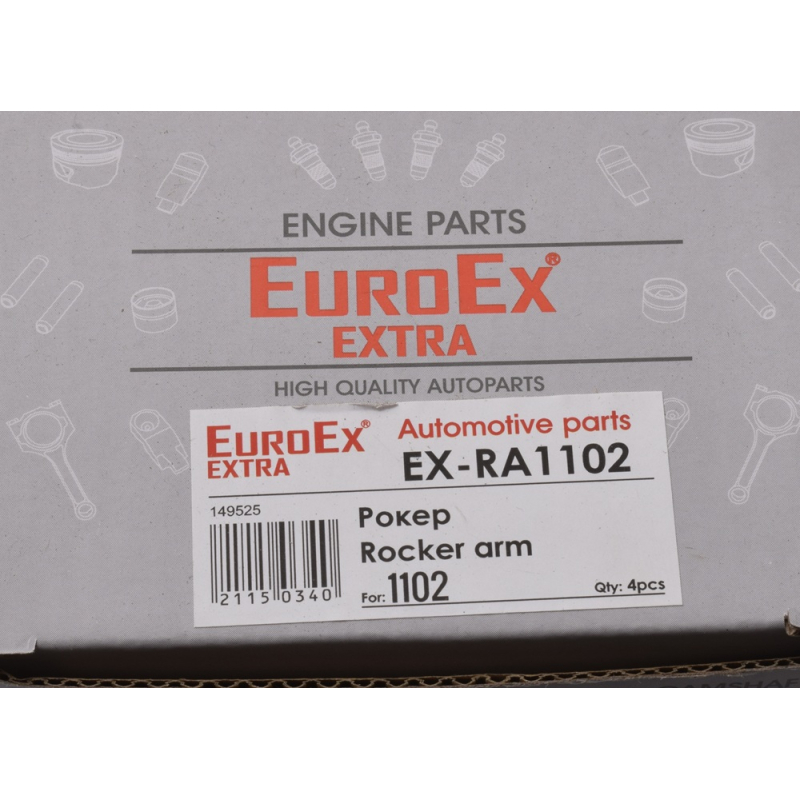 ENGINE PARTS
EUROEX®
EXTRA
HIGH QUALITY AUTOPARTS
EUROEX®
EXTRA
Automotive parts
EX-RA1102
149525
Рокер
Rocker arm
21150340
For: 1102
Qty: 4pcs